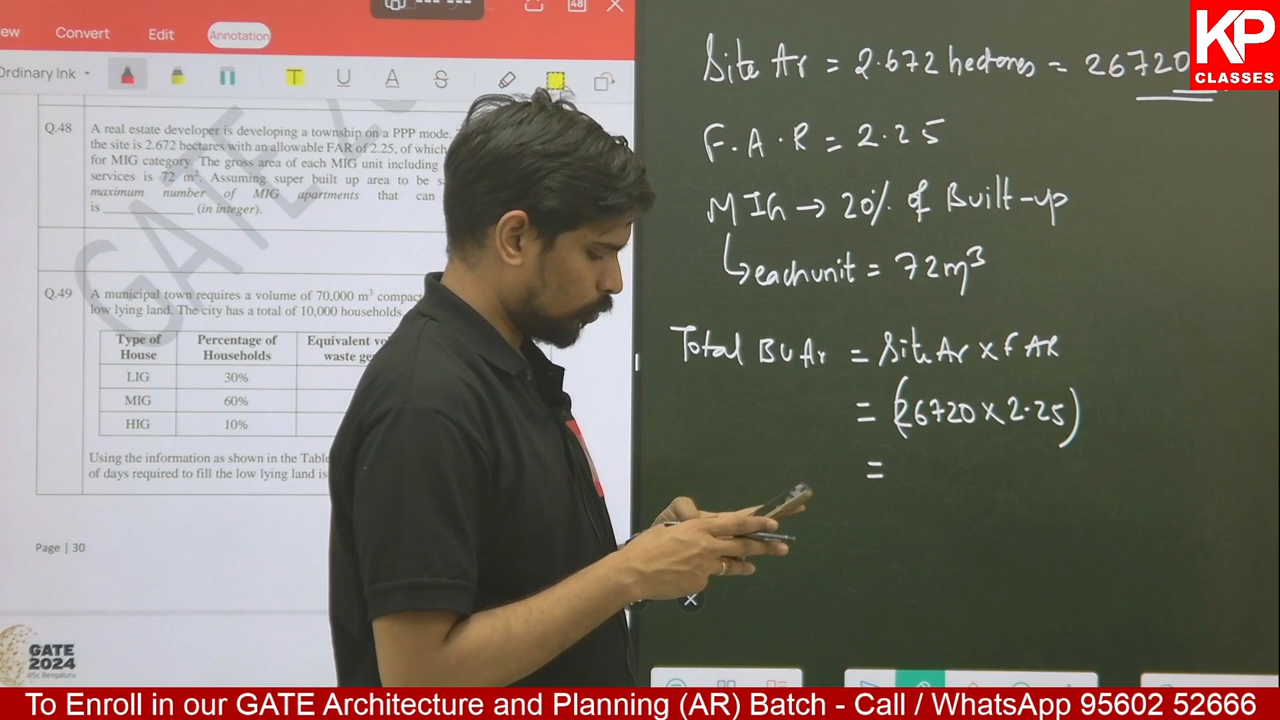 48
ew Convert Edit Annotation
Ordinary Ink
T U A S
Q.48 A real estate developer is developing a township on a PPP mode.
the site is 2.672 hectares with an allowable FAR of 2.25, of which
for MIG category. The gross area of each MIG unit including
services is 72 m². Assuming super built up area to be
maximum number of MIG apartments that can
is ____________ (in integer).
Q.49 A municipal town requires a volume of 70,000 m³ compact
low lying land. The city has a total of 10,000 households
Type of House Percentage of Households Equivalent
waste
LIG 30%
MIG 60%
HIG 10%
Using the information as shown in the Table
of days required to fill the low lying land is
Page | 30
GATE
2024
IISc Bengaluru
GATE 20
Site Ar = 2.672 hectares = 26720
F.A.R = 2.25
MIG → 20% of Built-up
↳ each unit = 72m³
Total BUAr = Site Ar × FAR
= (26720 × 2.25)
=
KP
CLASSES
To Enroll in our GATE Architecture and Planning (AR) Batch - Call / WhatsApp 95602 52666